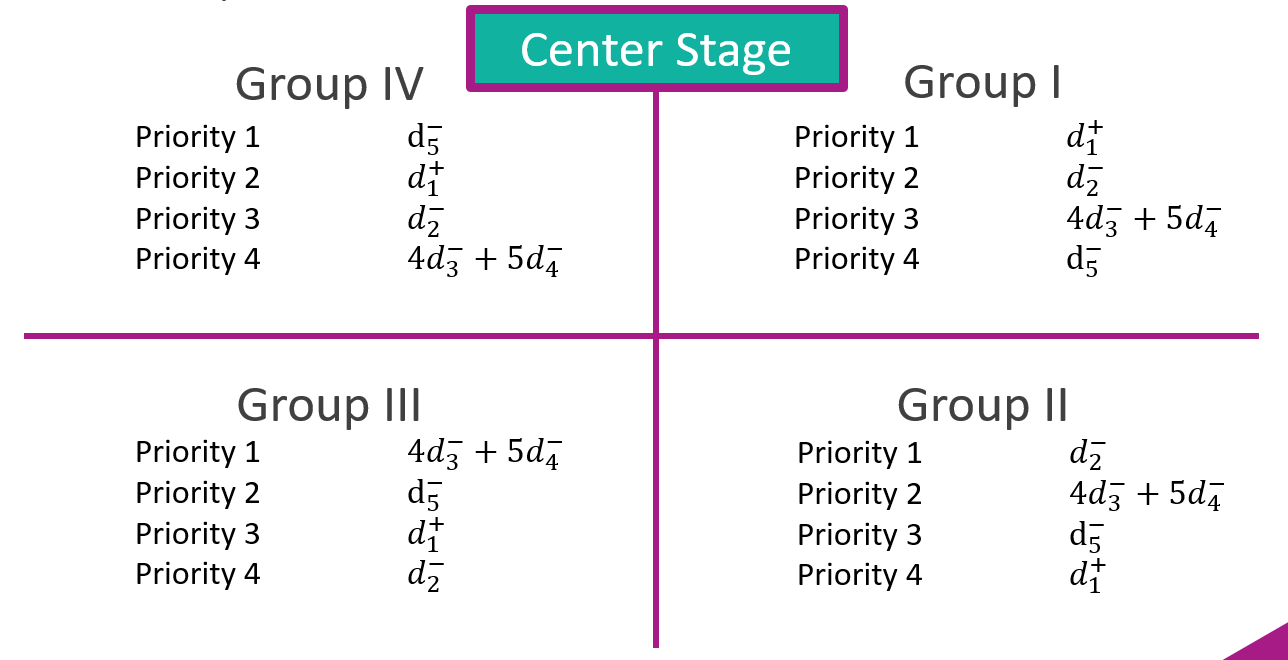 Center Stage
Group IV
Priority 1 d₅⁻
Priority 2 d₁⁺
Priority 3 d₂⁻
Priority 4 4d₃⁻ + 5d₄⁻
Group I
Priority 1 d₁⁺
Priority 2 d₂⁻
Priority 3 4d₃⁻ + 5d₄⁻
Priority 4 d₅⁻
Group III
Priority 1 4d₃⁻ + 5d₄⁻
Priority 2 d₅⁻
Priority 3 d₁⁺
Priority 4 d₂⁻
Group II
Priority 1 d₂⁻
Priority 2 4d₃⁻ + 5d₄⁻
Priority 3 d₅⁻
Priority 4 d₁⁺